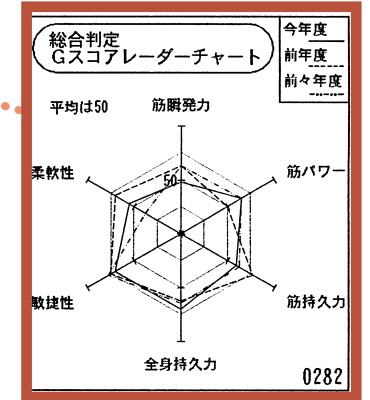 総合判定
Gスコアレーダーチャート
今年度
前年度
前々年度
平均は50
筋瞬発力
柔軟性
50
筋パワー
敏捷性
筋持久力
全身持久力
0282